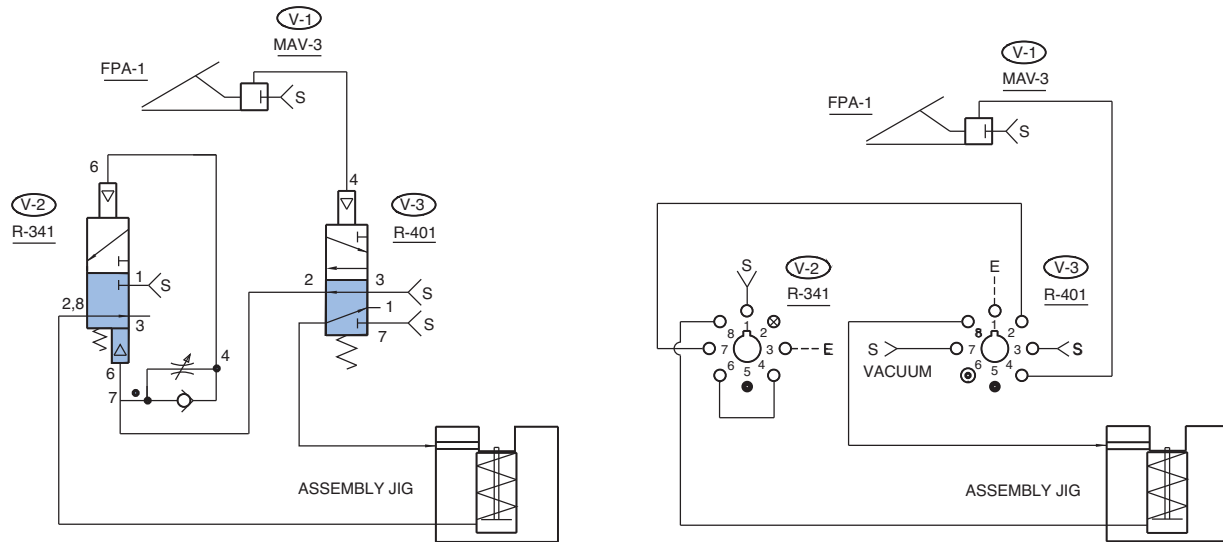 V-1
MAV-3
FPA-1
S
6
4
V-2
R-341
V-3
R-401
1
S
2,8
3
2
3
S
1
7
S
6
4
7
ASSEMBLY JIG
V-1
MAV-3
FPA-1
S
S
V-2
R-341
E
V-3
R-401
1
8
2
7
3
E
6
4
5
1
8
2
S
7
3
S
VACUUM
6
4
5
ASSEMBLY JIG